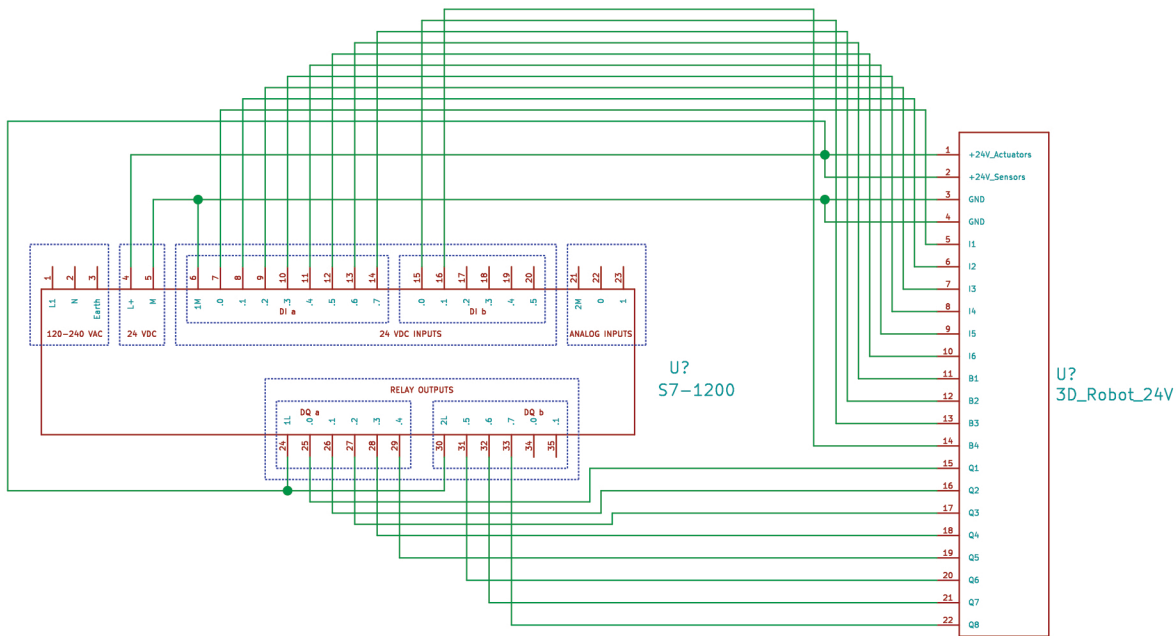 1 +24V_Actuators
2 +24V_Sensors
3 GND
4 GND
5 I1
6 I2
7 I3
8 I4
9 I5
10 I6
11 B1
12 B2
13 B3
14 B4
15 Q1
16 Q2
17 Q3
18 Q4
19 Q5
20 Q6
21 Q7
22 Q8
U?
3D_Robot_24V
1 2 3 4 5 6 7 8 9 10 11 12 13 14 15 16 17 18 19 20 21 22 23
L1 N Earth L+ M 1M .0 .1 .2 .3 .4 .5 .6 .7 .0 .1 .2 .3 .4 .5 2M 0 1
DI a DI b
120-240 VAC 24 VDC 24 VDC INPUTS ANALOG INPUTS
U?
S7-1200
RELAY OUTPUTS
DQ a DQ b
1L .0 .1 .2 .3 .4 2L .5 .6 .7 .0 .1
24 25 26 27 28 29 30 31 32 33 34 35